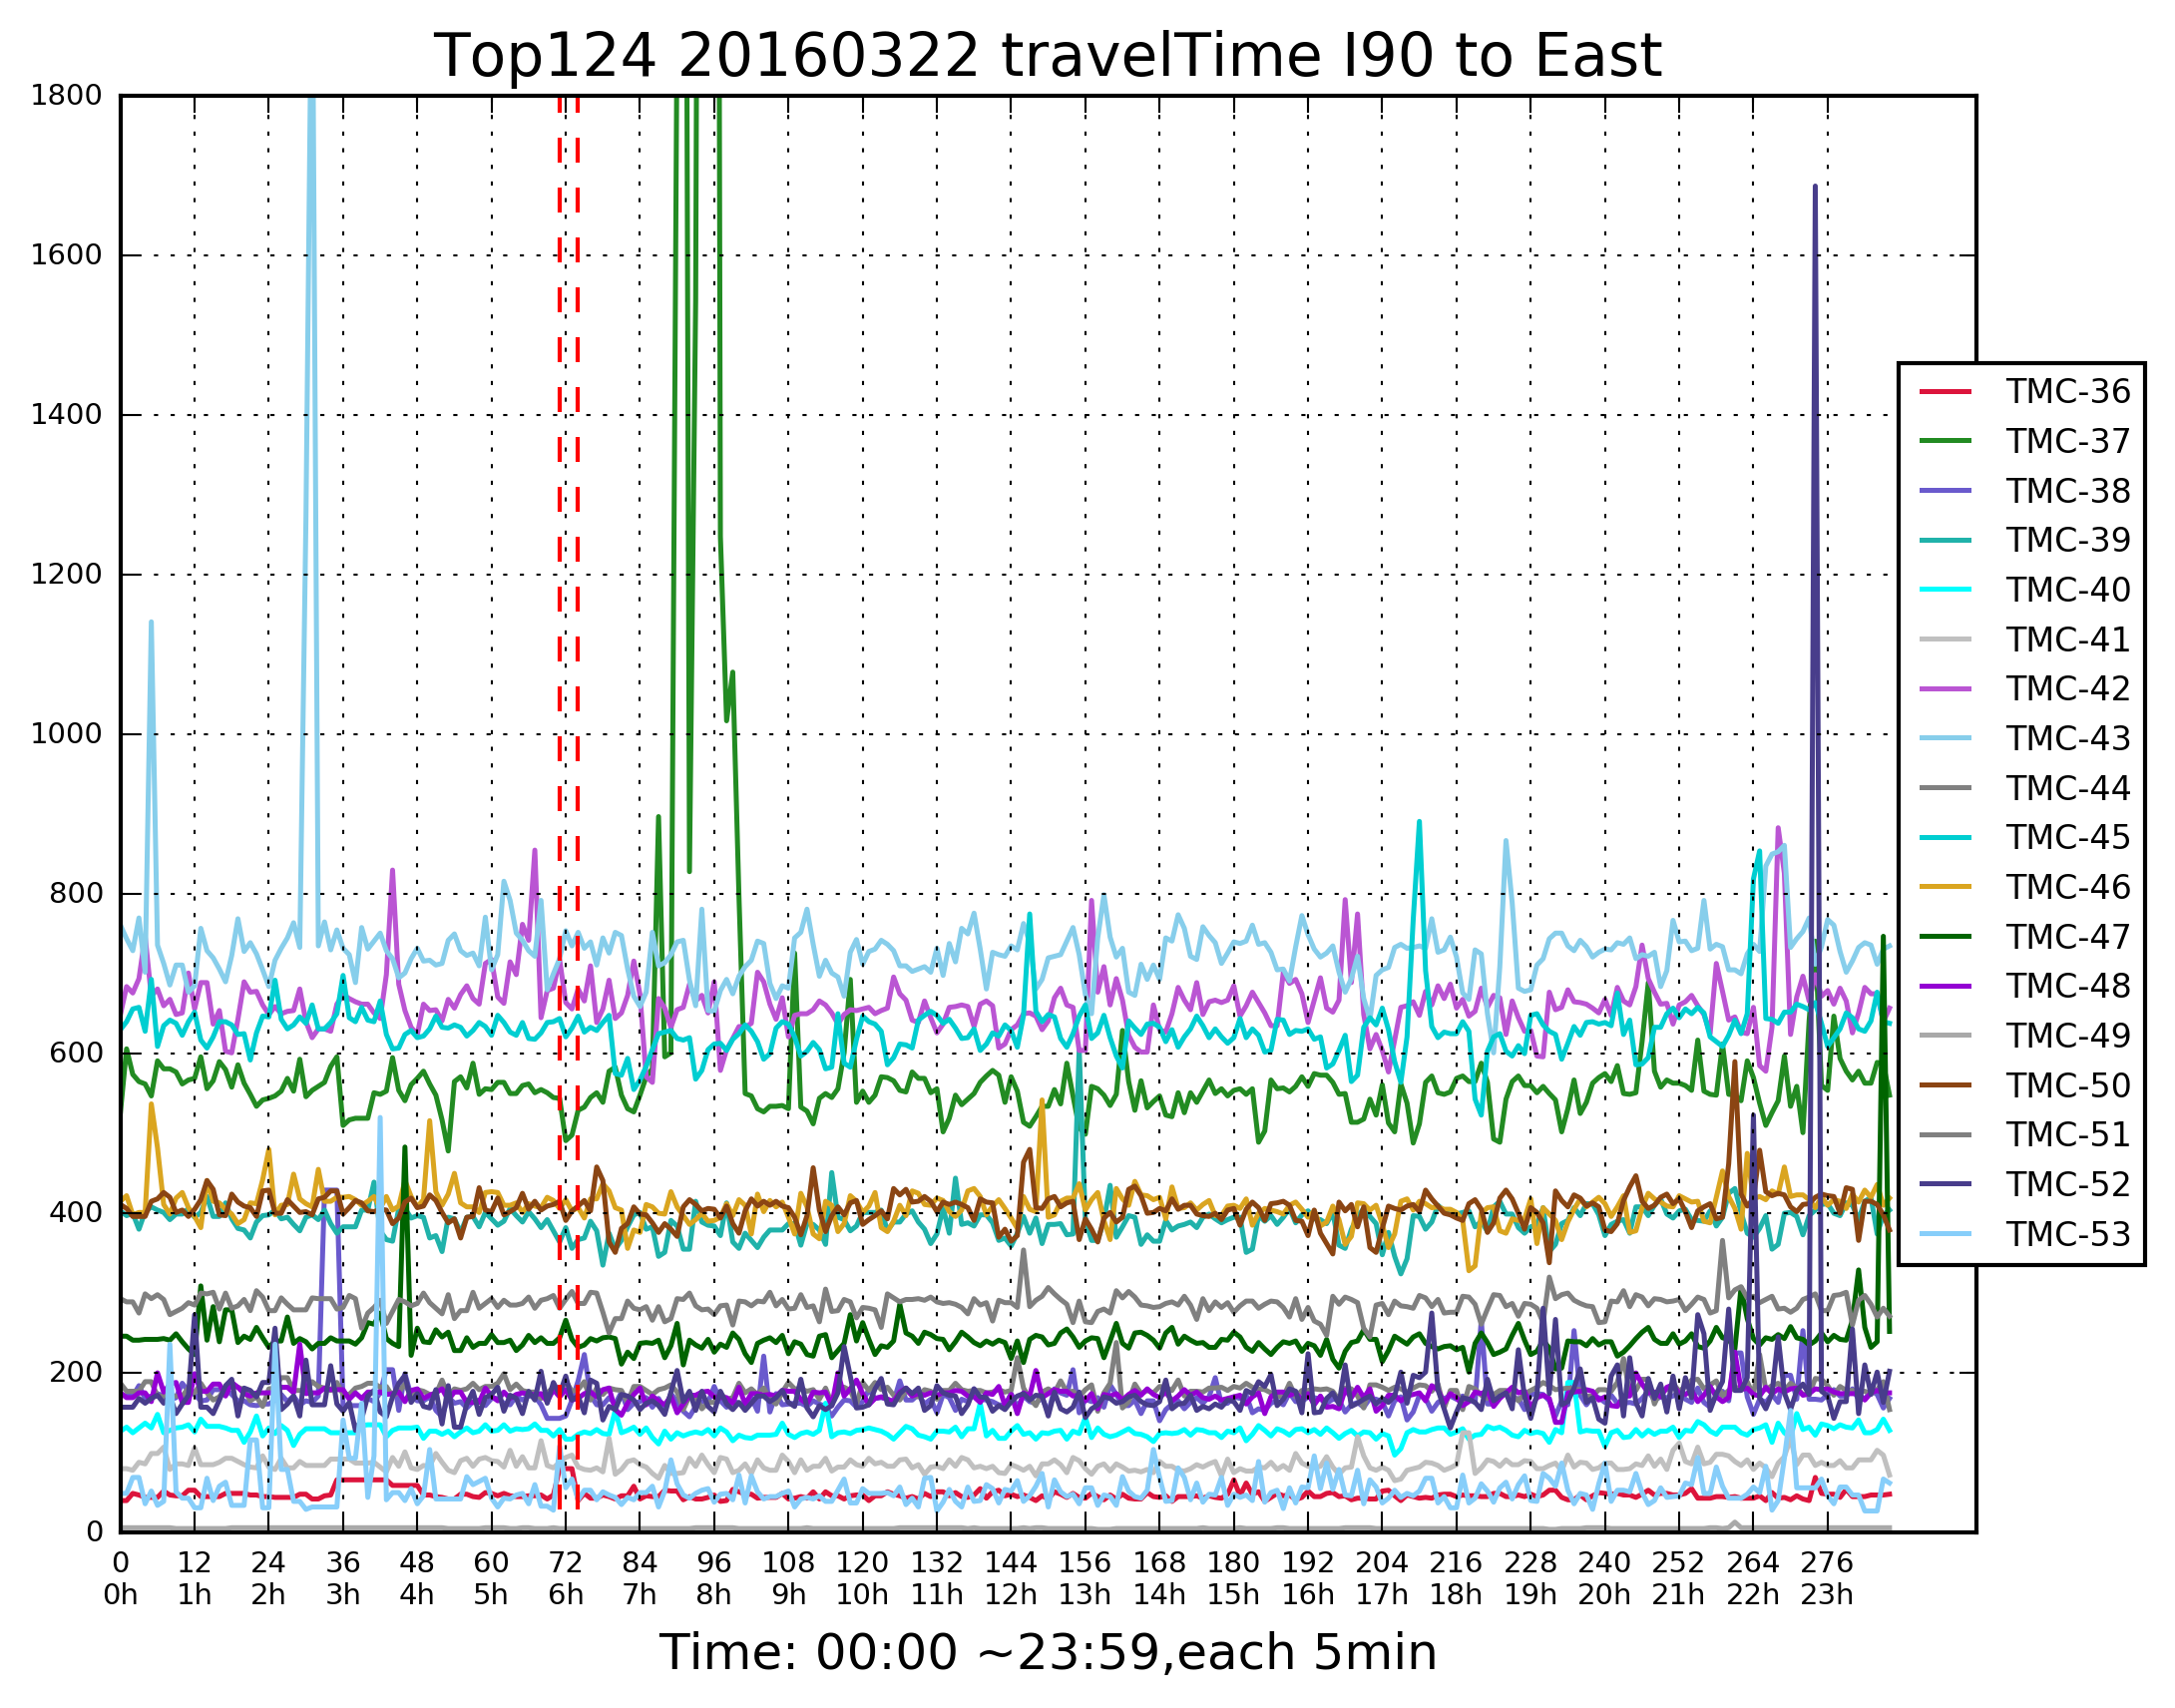 Top124 20160322 travelTime I90 to East
1800
1600
1400
1200
1000
800
600
400
200
0
TMC-36
TMC-37
TMC-38
TMC-39
TMC-40
TMC-41
TMC-42
TMC-43
TMC-44
TMC-45
TMC-46
TMC-47
TMC-48
TMC-49
TMC-50
TMC-51
TMC-52
TMC-53
0 12 24 36 48 60 72 84 96 108 120 132 144 156 168 180 192 204 216 228 240 252 264 276
0h 1h 2h 3h 4h 5h 6h 7h 8h 9h 10h 11h 12h 13h 14h 15h 16h 17h 18h 19h 20h 21h 22h 23h
Time: 00:00 ~23:59,each 5min